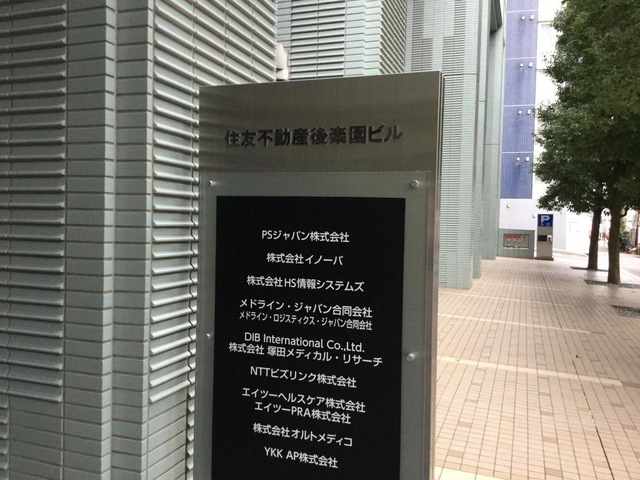 住友不動産後楽園ビル
PSジャパン株式会社
株式会社イノーバ
株式会社HS情報システムズ
メドライン・ジャパン合同会社
メドライン・ロジスティクス・ジャパン合同会社
DIB International Co.,Ltd.
株式会社 塚田メディカル・リサーチ
NTTビズリンク株式会社
エイツーヘルスケア株式会社
エイツーPRA株式会社
株式会社オルトメディコ
YKK AP株式会社
P